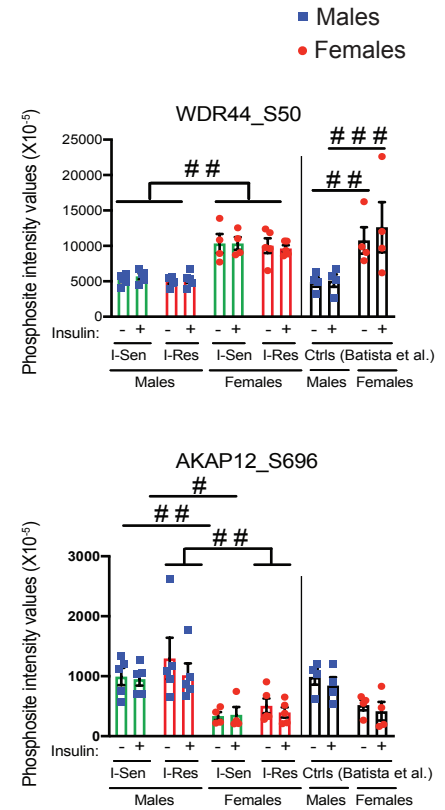 Males
Females
WDR44_S50
Phosphosite intensity values (X10⁻⁵)
25000
20000
15000
10000
5000
0
##
##
###
Insulin: - + - + - + - + - + - +
I-Sen I-Res I-Sen I-Res Ctrls (Batista et al.)
Males Females Males Females
AKAP12_S696
Phosphosite intensity values (X10⁻⁵)
3000
2000
1000
0
#
##
##
Insulin: - + - + - + - + - + - +
I-Sen I-Res I-Sen I-Res Ctrls (Batista et al.)
Males Females Males Females